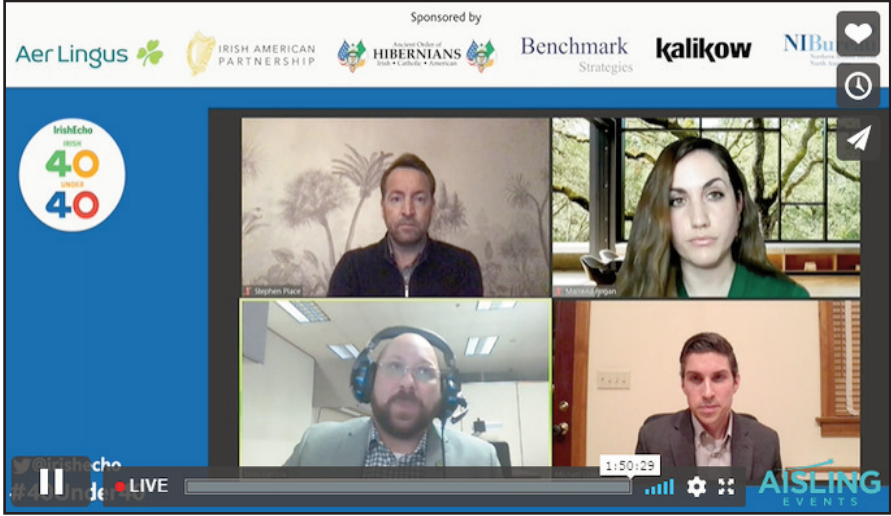 Sponsored by
Aer Lingus
IRISH AMERICAN
PARTNERSHIP
Ancient Order of
HIBERNIANS
Irish • Catholic • American
Benchmark
Strategies
kalikow
IrishEcho
IRISH
40
UNDER
40
Stephen Place
@irishecho
LIVE
1:50:29
AISLING
EVENTS